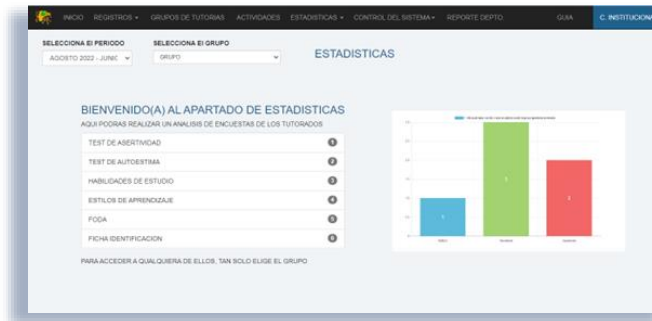 INICIO REGISTROS GRUPOS DE TUTORIAS ACTIVIDADES ESTADISTICAS CONTROL DEL SISTEMA REPORTE DEPTO. GUIA C. INSTITUCIONA
SELECCIONA El PERIODO SELECCIONA El GRUPO
AGOSTO 2022 - JUNIC GRUPO ESTADISTICAS
BIENVENIDO(A) AL APARTADO DE ESTADISTICAS
AQUI PODRAS REALIZAR UN ANALISIS DE ENCUESTAS DE LOS TUTORADOS
TEST DE ASERTIVIDAD 1
TEST DE AUTOESTIMA 2
HABILIDADES DE ESTUDIO 3
ESTILOS DE APRENDIZAJE 4
FODA 5
FICHA IDENTIFICACION 6
PARA ACCEDER A QUALQUIERA DE ELLOS, TAN SOLO ELIGE EL GRUPO